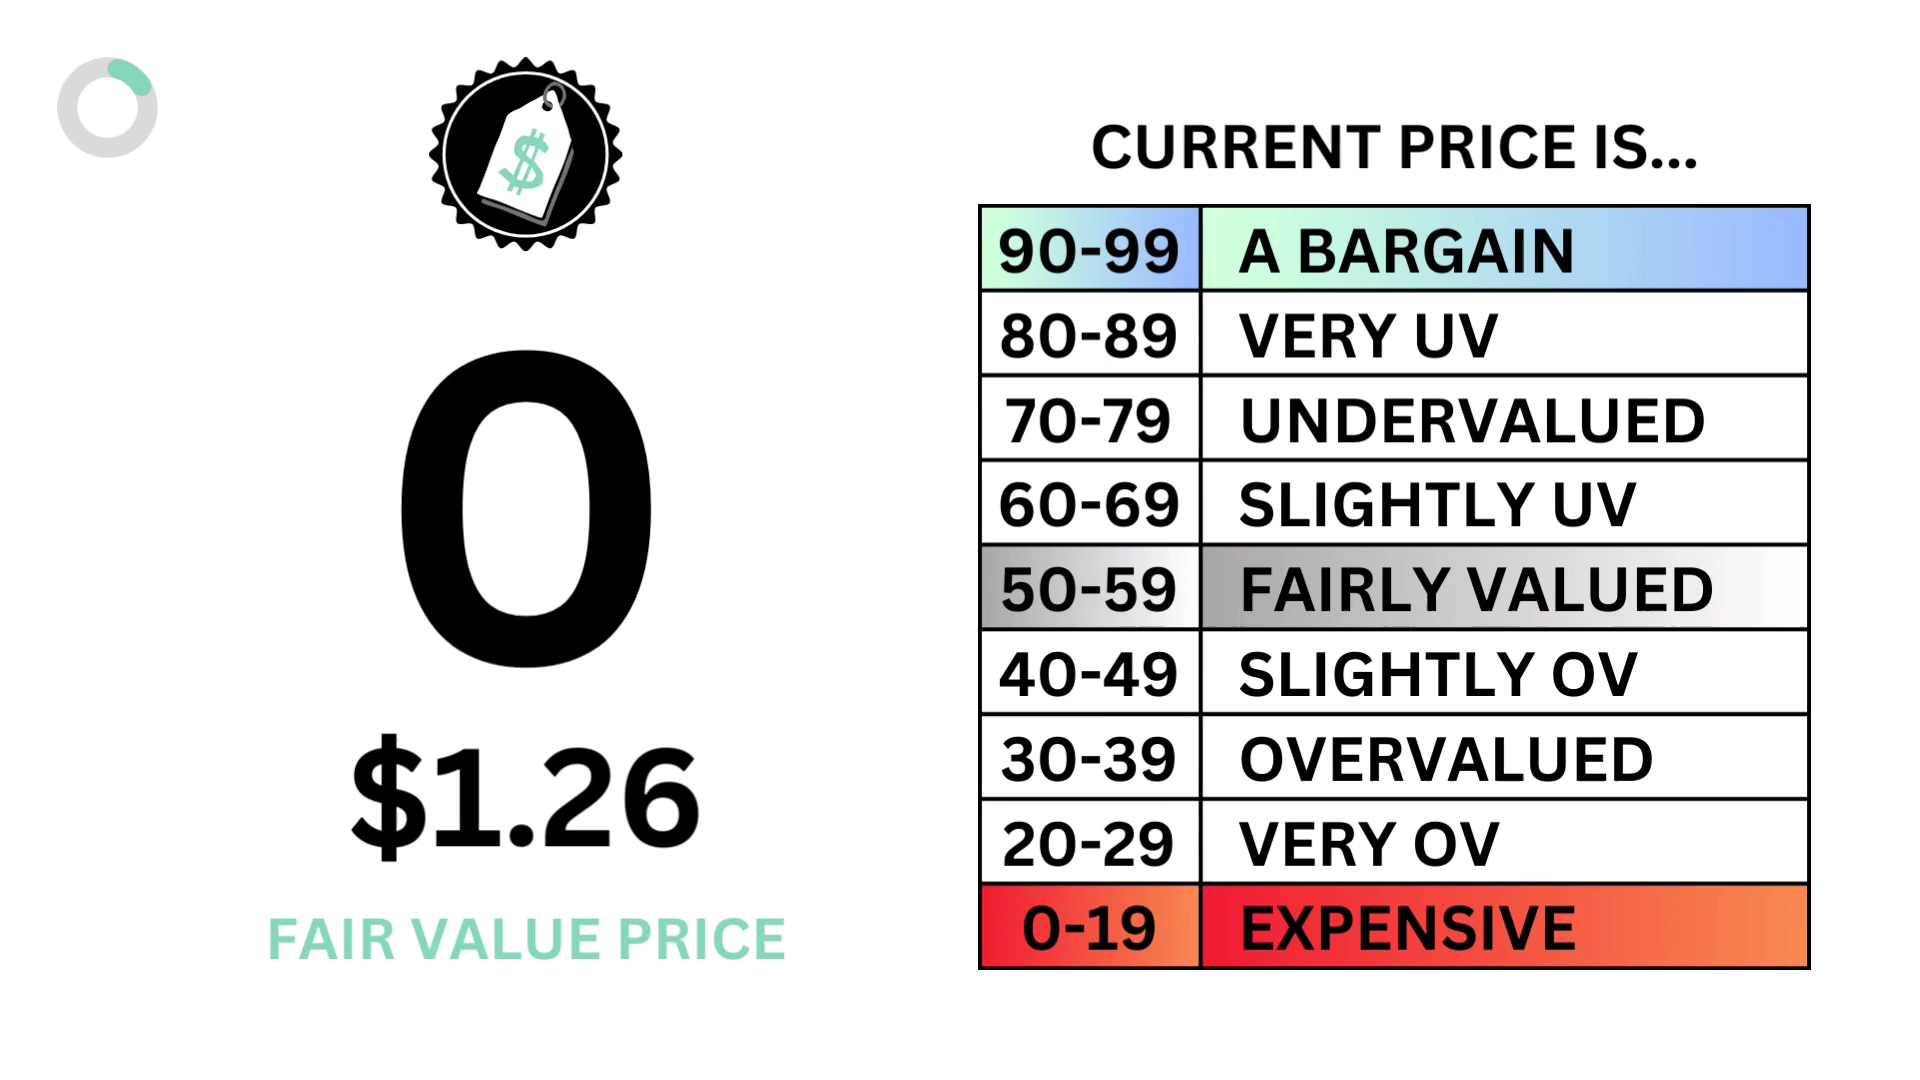 $
0
$1.26
FAIR VALUE PRICE
CURRENT PRICE IS...
90-99 A BARGAIN
80-89 VERY UV
70-79 UNDERVALUED
60-69 SLIGHTLY UV
50-59 FAIRLY VALUED
40-49 SLIGHTLY OV
30-39 OVERVALUED
20-29 VERY OV
0-19 EXPENSIVE